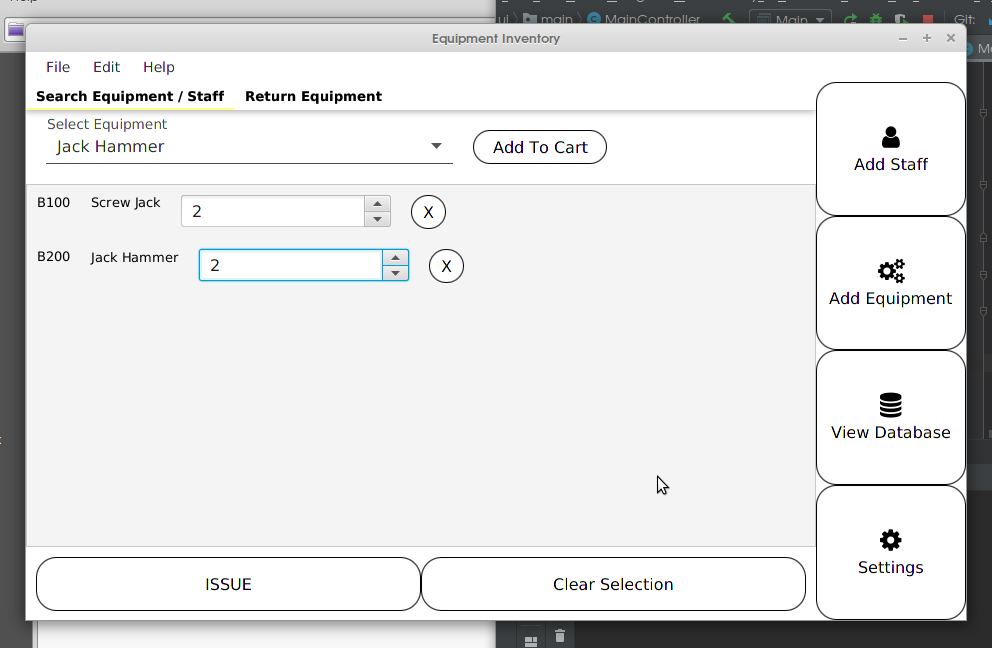 Help
ul main MainController Main Git:
Equipment Inventory
File Edit Help
Search Equipment / Staff Return Equipment
Select Equipment
Jack Hammer
Add To Cart
B100 Screw Jack 2 X
B200 Jack Hammer 2 X
ISSUE Clear Selection
Add Staff
Add Equipment
View Database
Settings